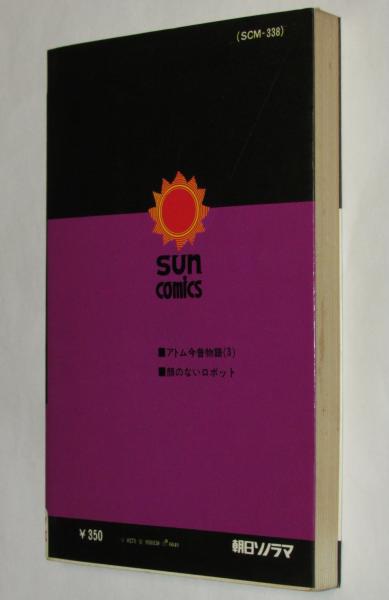 (SCM-338)
sun
comics
■アトム今昔物語(3)
■顔のないロボット
¥350
朝日ソノラマ